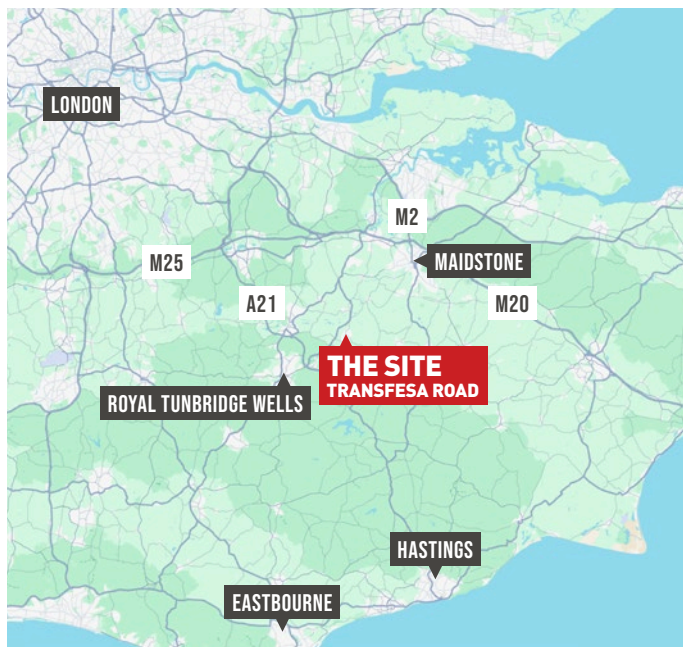 LONDON
M2
M25
MAIDSTONE
A21
M20
THE SITE
TRANSFESA ROAD
ROYAL TUNBRIDGE WELLS
HASTINGS
EASTBOURNE